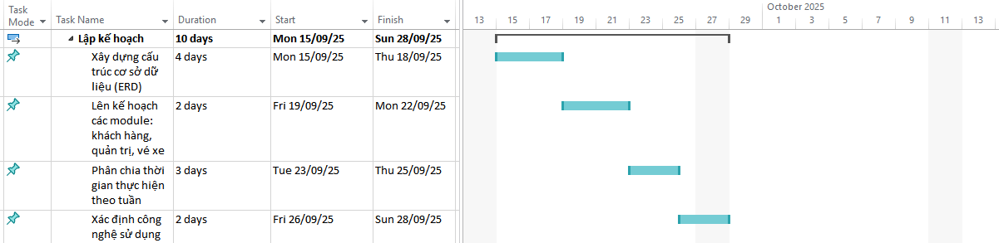 Task Mode Task Name Duration Start Finish
October 2025
13 15 17 19 21 23 25 27 29 1 3 5 7 9 11 13
Lập kế hoạch 10 days Mon 15/09/25 Sun 28/09/25
Xây dựng cấu 4 days Mon 15/09/25 Thu 18/09/25
trúc cơ sở dữ
liệu (ERD)
Lên kế hoạch 2 days Fri 19/09/25 Mon 22/09/25
các module:
khách hàng,
quản trị, vé xe
Phân chia thời 3 days Tue 23/09/25 Thu 25/09/25
gian thực hiện
theo tuần
Xác định công 2 days Fri 26/09/25 Sun 28/09/25
nghệ sử dụng